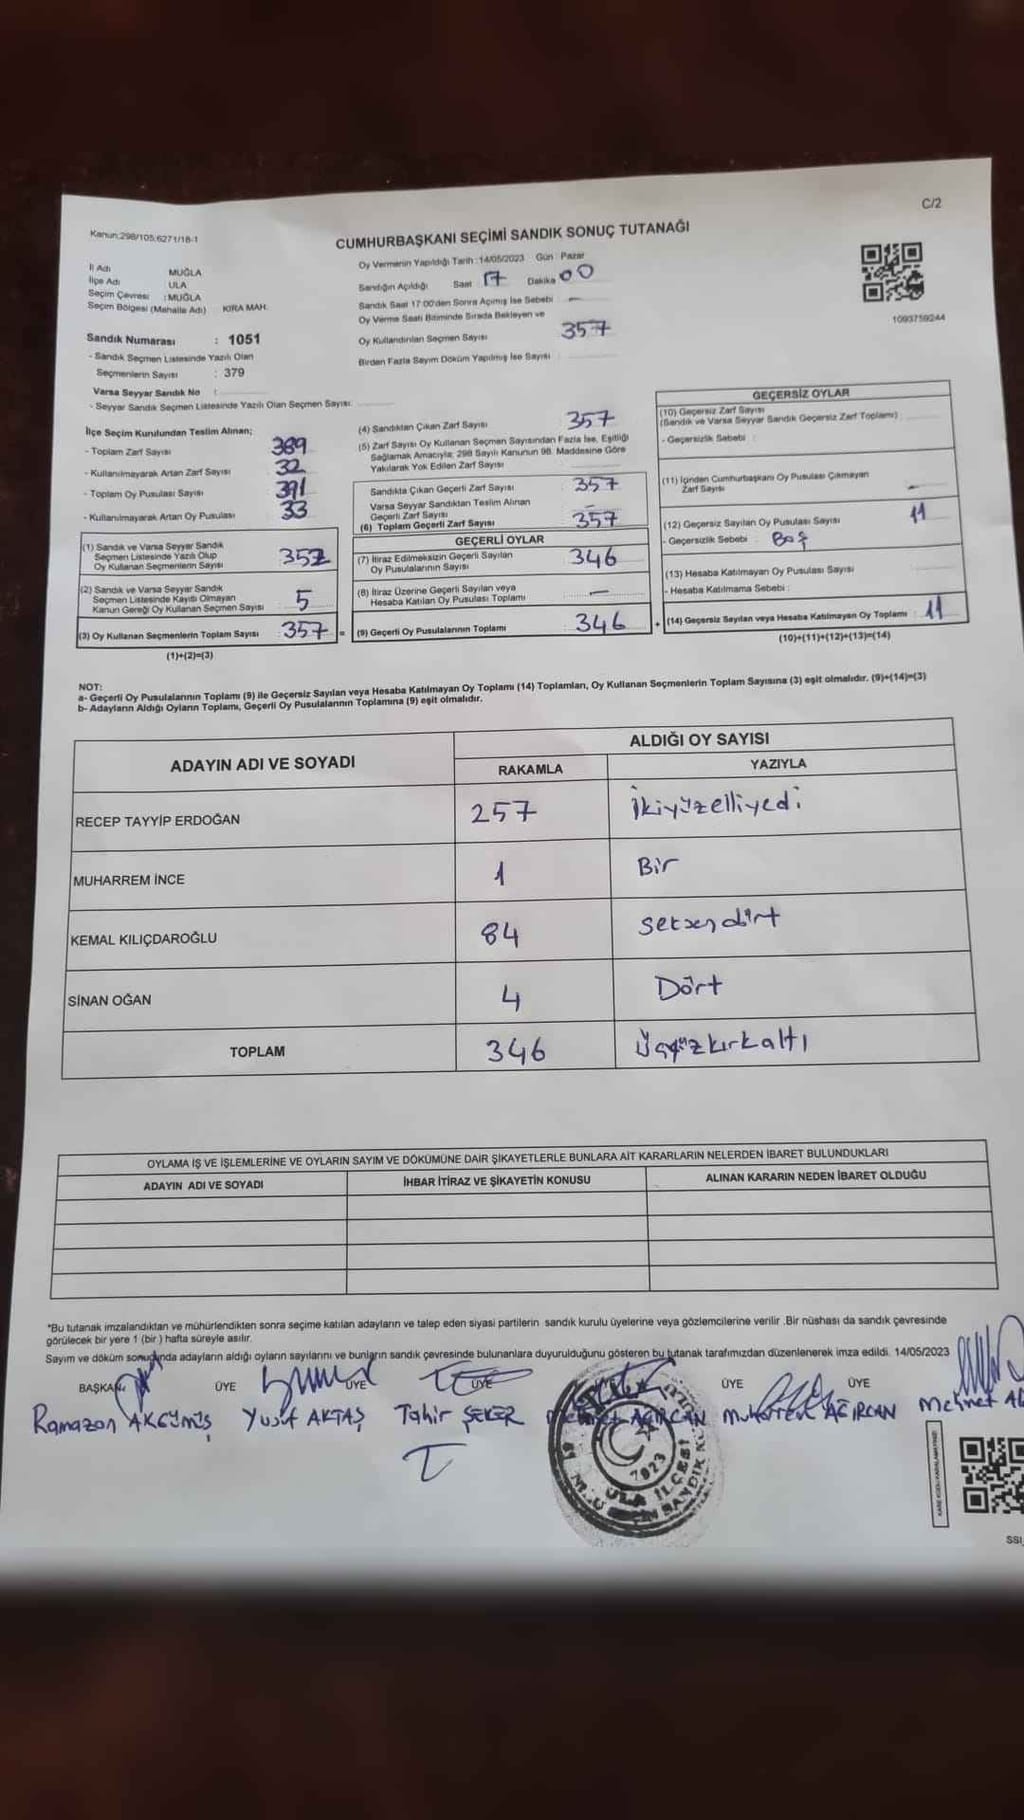 C/2
Kanun:298/105;6271/18-1
CUMHURBAŞKANI SEÇİMİ SANDIK SONUÇ TUTANAĞI
İl Adı MUĞLA
İlçe Adı ULA
Seçim Çevresi : MUĞLA
Seçim Bölgesi (Mahalle Adı) KIRA MAH.
Oy Vermenin Yapıldığı Tarih :14/05/2023 Gün Pazar
Sandığın Açıldığı Saat 17 Dakika 00
Sandık Saat 17:00'den Sonra Açımış İse Sebebi —
Oy Verme Saati Bitiminde Sırada Bekleyen ve
Oy Kullandırılan Seçmen Sayısı 357
Birden Fazla Sayım Döküm Yapılmış İse Sayısı
1093759244
Sandık Numarası : 1051
- Sandık Seçmen Listesinde Yazılı Olan
Seçmenlerin Sayısı : 379
Varsa Seyyar Sandık No :
- Seyyar Sandık Seçmen Listesinde Yazılı Olan Seçmen Sayısı:
İlçe Seçim Kurulundan Teslim Alınan;
- Toplam Zarf Sayısı 389
- Kullanılmayarak Artan Zarf Sayısı 32
- Toplam Oy Pusulası Sayısı 391
- Kullanılmayarak Artan Oy Pusulası 33
(1) Sandık ve Varsa Seyyar Sandık
Seçmen Listesinde Yazılı Olup
Oy Kullanan Seçmenlerin Sayısı 352
(2) Sandık ve Varsa Seyyar Sandık
Seçmen Listesinde Kayıtlı Olmayan
Kanun Gereği Oy Kullanan Seçmen Sayısı 5
(3) Oy Kullanan Seçmenlerin Toplam Sayısı 357 =
(1)+(2)=(3)
(4) Sandıktan Çıkan Zarf Sayısı 357
(5) Zarf Sayısı Oy Kullanan Seçmen Sayısından Fazla İse, Eşitliği
Sağlamak Amacıyla; 298 Sayılı Kanunun 98. Maddesine Göre
Yakılarak Yok Edilen Zarf Sayısı
Sandıkta Çıkan Geçerli Zarf Sayısı 357
Varsa Seyyar Sandıktan Teslim Alınan
Geçerli Zarf Sayısı
(6) Toplam Geçerli Zarf Sayısı 357
GEÇERLİ OYLAR
(7) İtiraz Edilmeksizin Geçerli Sayılan
Oy Pusulalarının Sayısı 346
(8) İtiraz Üzerine Geçerli Sayılan veya
Hesaba Katılan Oy Pusulası Toplamı —
(9) Geçerli Oy Pusulalarının Toplamı 346 +
GEÇERSİZ OYLAR
(10) Geçersiz Zarf Sayısı
(Sandık ve Varsa Seyyar Sandık Geçersiz Zarf Toplamı)
- Geçersizlik Sebebi :
(11) İçinden Cumhurbaşkanı Oy Pusulası Çıkmayan
Zarf Sayısı —
(12) Geçersiz Sayılan Oy Pusulası Sayısı 11
- Geçersizlik Sebebi : Boş
(13) Hesaba Katılmayan Oy Pusulası Sayısı
- Hesaba Katılmama Sebebi :
(14) Geçersiz Sayılan veya Hesaba Katılmayan Oy Toplamı : 11
(10)+(11)+(12)+(13)=(14)
NOT:
a- Geçerli Oy Pusulalarının Toplamı (9) ile Geçersiz Sayılan veya Hesaba Katılmayan Oy Toplamı (14) Toplamları, Oy Kullanan Seçmenlerin Toplam Sayısına (3) eşit olmalıdır. (9)+(14)=(3)
b- Adayların Aldığı Oyların Toplamı, Geçerli Oy Pusulalarının Toplamına (9) eşit olmalıdır.
ADAYIN ADI VE SOYADI ALDIĞI OY SAYISI
RAKAMLA YAZIYLA
RECEP TAYYİP ERDOĞAN 257 İkiyüzelliyedi
MUHARREM İNCE 1 Bir
KEMAL KILIÇDAROĞLU 84 seksendört
SİNAN OĞAN 4 Dört
TOPLAM 346 Üçyüzkırkaltı
OYLAMA İŞ VE İŞLEMLERİNE VE OYLARIN SAYIM VE DÖKÜMÜNE DAİR ŞİKAYETLERLE BUNLARA AİT KARARLARIN NELERDEN İBARET BULUNDUKLARI
ADAYIN ADI VE SOYADI İHBAR İTİRAZ VE ŞİKAYETİN KONUSU ALINAN KARARIN NEDEN İBARET OLDUĞU
*Bu tutanak imzalandıktan ve mühürlendikten sonra seçime katılan adayların ve talep eden siyasi partilerin sandık kurulu üyelerine veya gözlemcilerine verilir .Bir nüshası da sandık çevresinde
görülecek bir yere 1 (bir ) hafta süreyle asılır.
Sayım ve döküm sonuğnda adayların aldığı oyların sayılarını ve bunların sandık çevresinde bulunanlara duyurulduğunu gösteren bu tutanak tarafımızdan düzenlenerek imza edildi. 14/05/2023
BAŞKAN ÜYE ÜYE ÜYE ÜYE ÜYE
Ramazan AKGÜMÜŞ Yusuf AKTAŞ Tahir ŞEKER Mehmet AĞIRCAN Muharrem AĞIRCAN Mehmet
2023
ULA İLÇESİ